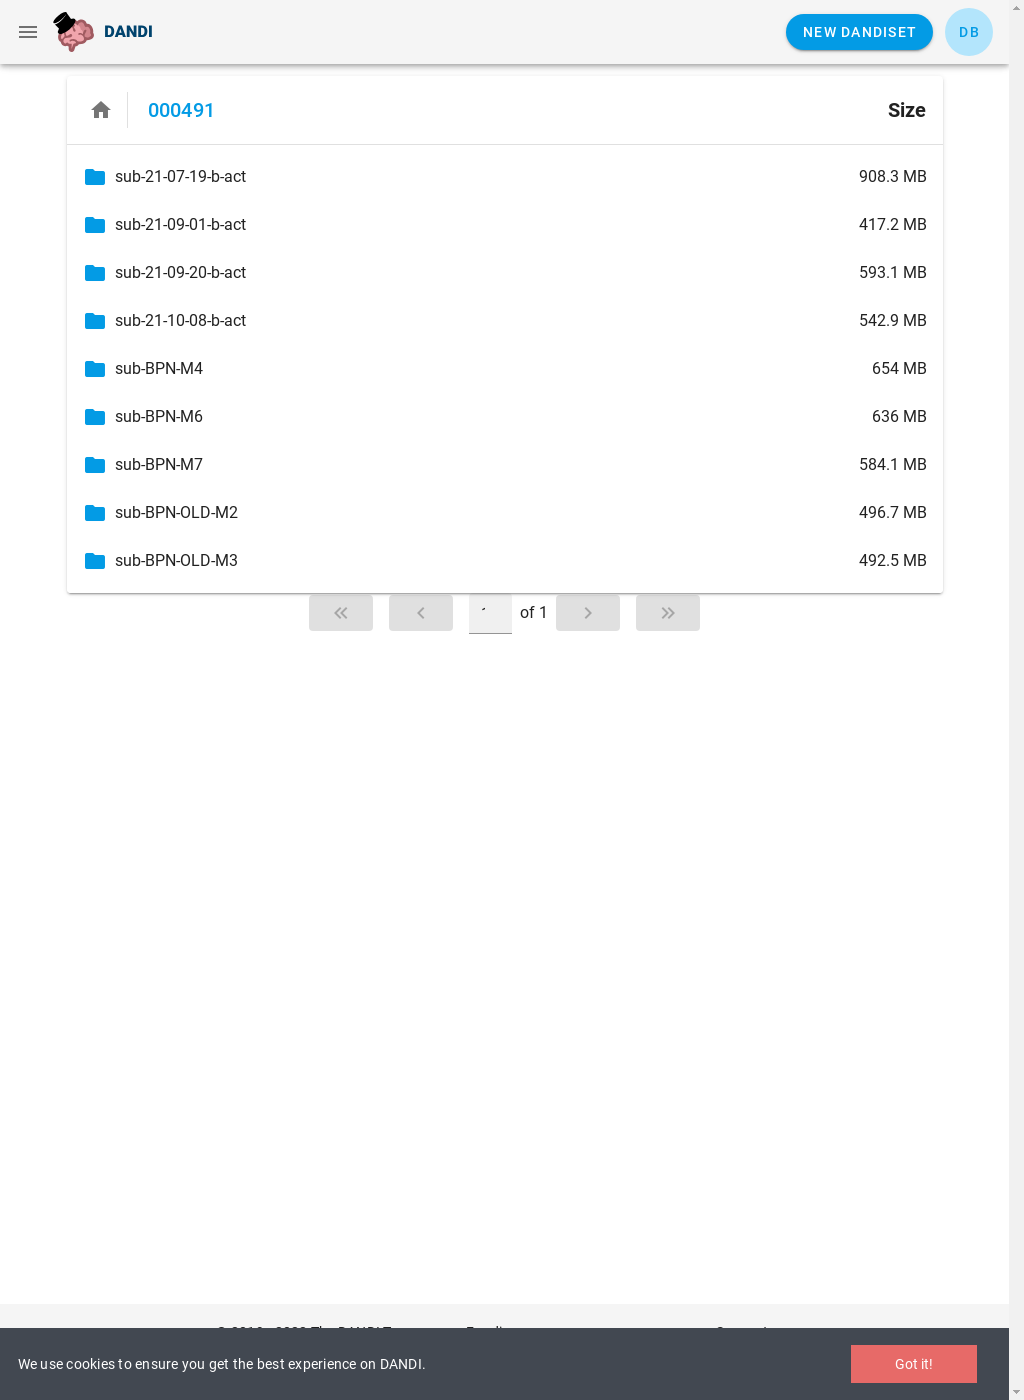 DANDI
NEW DANDISET
DB
000491
Size
sub-21-07-19-b-act 908.3 MB
sub-21-09-01-b-act 417.2 MB
sub-21-09-20-b-act 593.1 MB
sub-21-10-08-b-act 542.9 MB
sub-BPN-M4 654 MB
sub-BPN-M6 636 MB
sub-BPN-M7 584.1 MB
sub-BPN-OLD-M2 496.7 MB
sub-BPN-OLD-M3 492.5 MB
of 1
We use cookies to ensure you get the best experience on DANDI.
Got it!